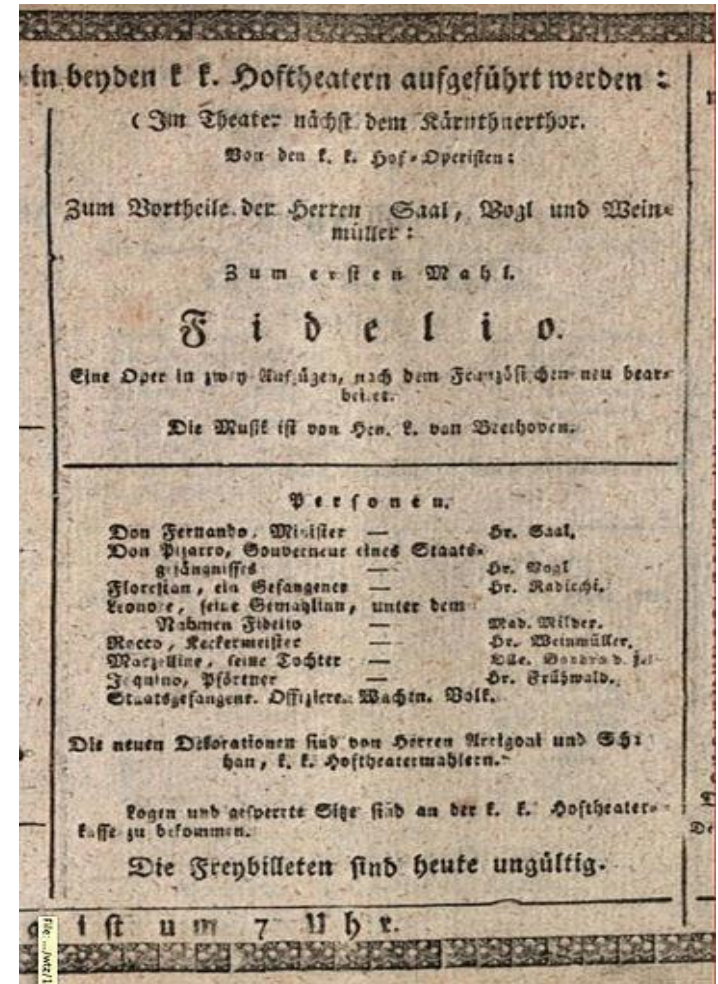 in beyden k k. Hoftheatern aufgeführt werden :
( Im Theater nächst dem Kärnthnerthor.
Von den k. k. Hof-Operisten:
Zum Vortheile der Herren Saal, Vogl und Wein-
müller :
Zum ersten Mahl.
Fidelio.
Eine Oper in zwey Aufzügen, nach dem Französischen neu bear-
beitet.
Die Musik ist von Hrn. L. van Beethoven.
Personen.
Don Fernando, Minister — Hr. Saal.
Don Pizarro, Gouverneur eines Staats-
gefängnisses — Hr. Vogl
Florestan, ein Gefangener — Hr. Radicchi.
Leonore, seine Gemahlinn, unter dem
Nahmen Fidelio — Mad. Milder.
Rocco, Kerkermeister — Hr. Weinmüller.
Marzelline, seine Tochter — Dlle.
Jaquino, Pförtner — Hr. Frühwald.
Staatsgefangene. Offiziere. Wachen. Volk.
Die neuen Dekorationen sind von Herren Arrigoni und
han, k. k. Hoftheatermahlern.
Logen und gesperrte Sitze sind an der k. k. Hoftheater-
kasse zu bekommen.
Die Freybilleten sind heute ungültig.
ist um 7 Uhr.
File: .../wtz/1